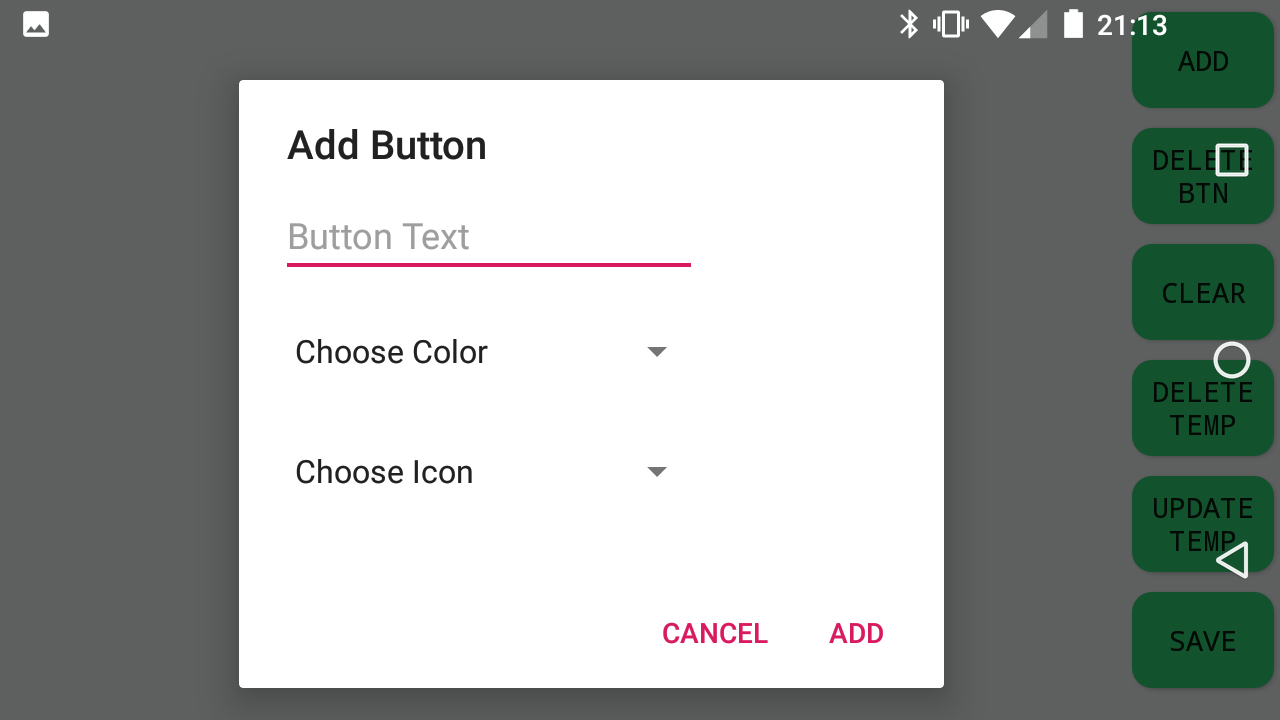 21:13
Add Button
Button Text
Choose Color
Choose Icon
CANCEL
ADD
ADD
DELETE
BTN
CLEAR
DELETE
TEMP
UPDATE
TEMP
SAVE